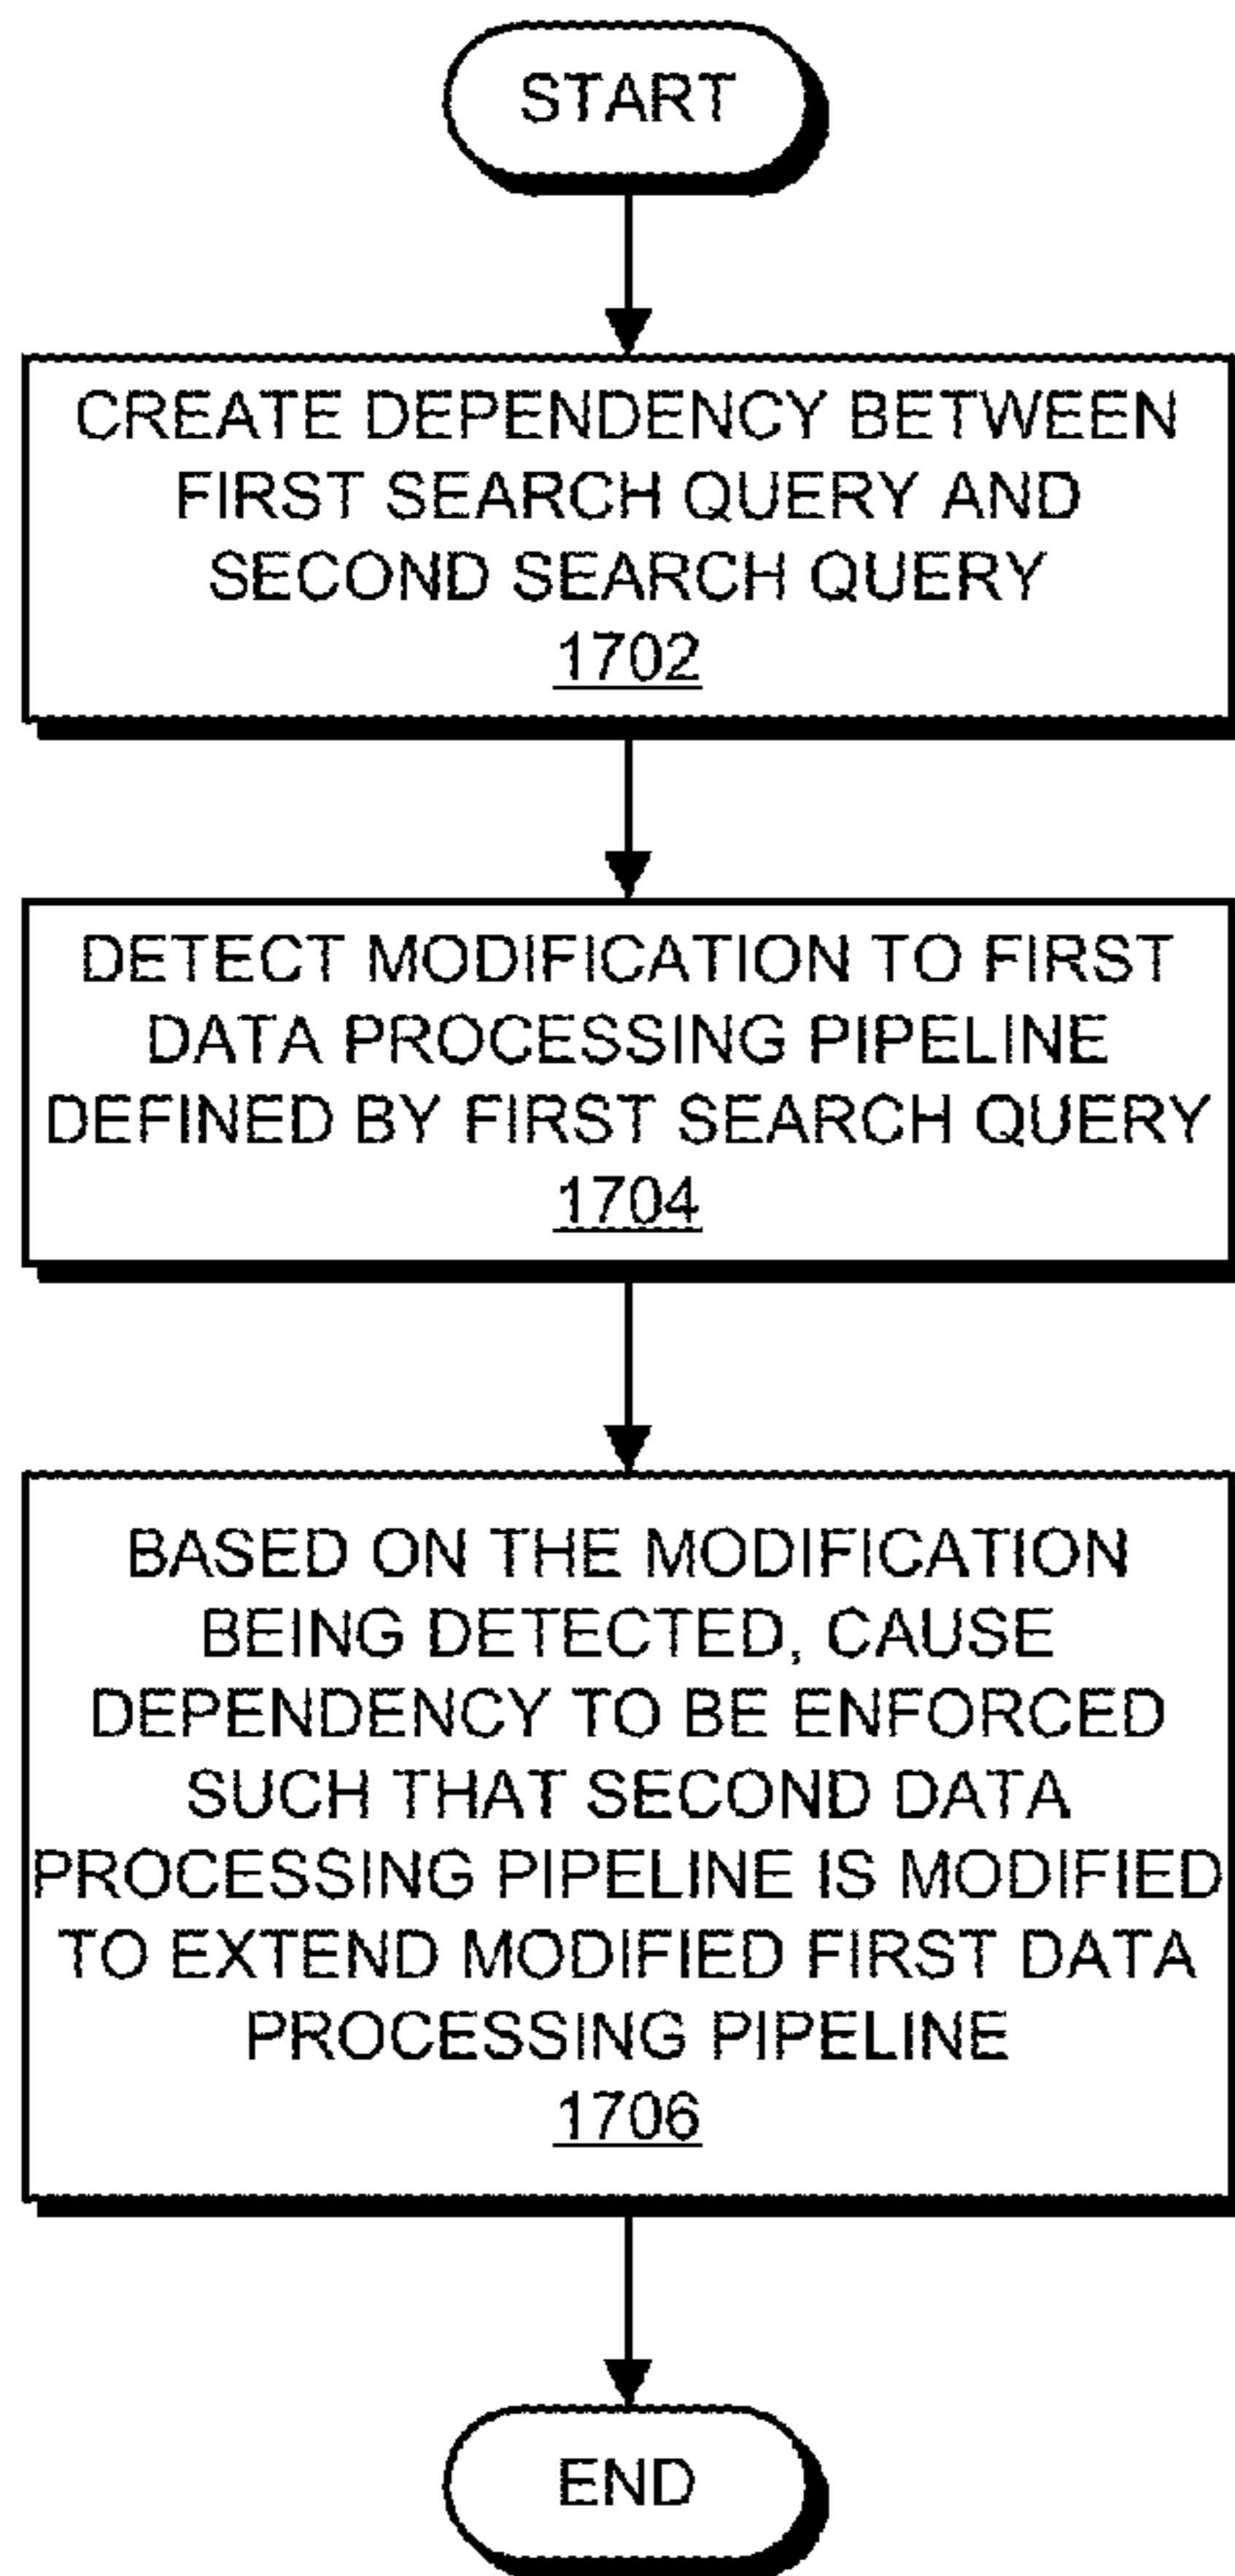 START
CREATE DEPENDENCY BETWEEN
FIRST SEARCH QUERY AND
SECOND SEARCH QUERY
1702
DETECT MODIFICATION TO FIRST
DATA PROCESSING PIPELINE
DEFINED BY FIRST SEARCH QUERY
1704
BASED ON THE MODIFICATION
BEING DETECTED, CAUSE
DEPENDENCY TO BE ENFORCED
SUCH THAT SECOND DATA
PROCESSING PIPELINE IS MODIFIED
TO EXTEND MODIFIED FIRST DATA
PROCESSING PIPELINE
1706
END